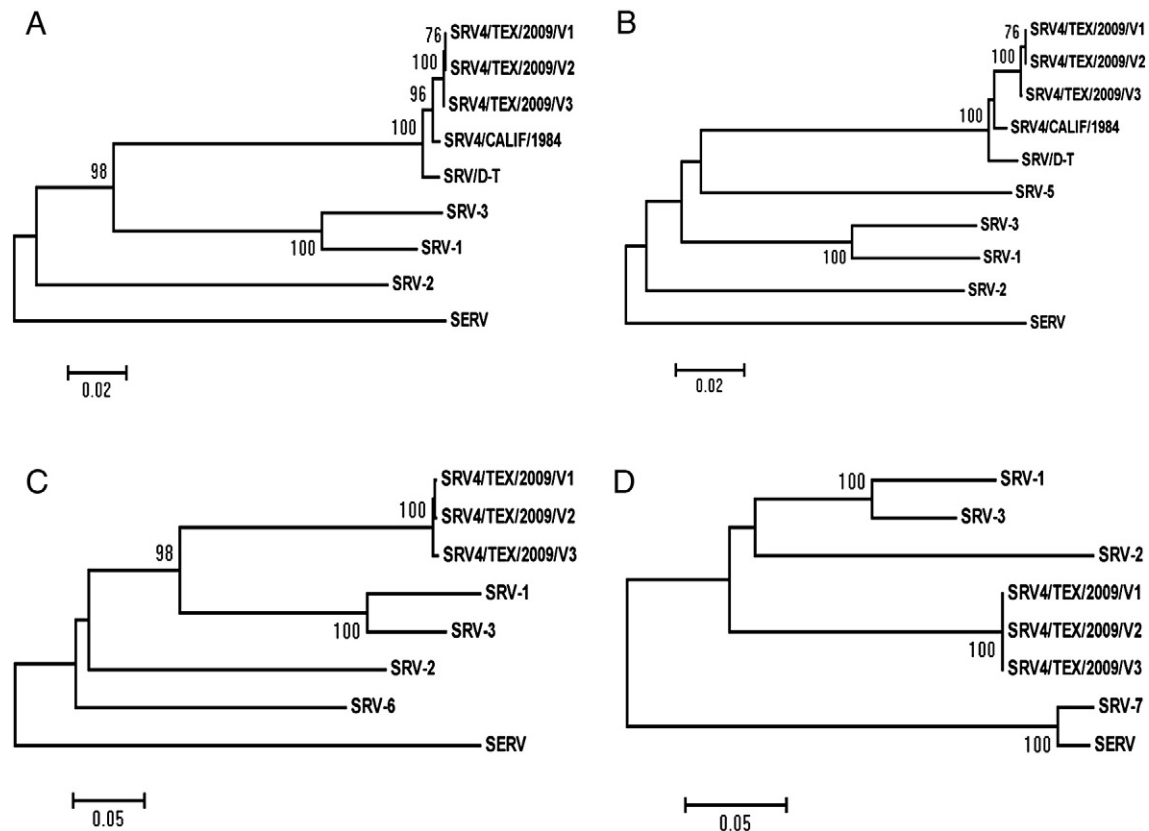 A
76
SRV4/TEX/2009/V1
100
SRV4/TEX/2009/V2
96
SRV4/TEX/2009/V3
100
SRV4/CALIF/1984
98
SRV/D-T
SRV-3
100
SRV-1
SRV-2
SERV
0.02
B
76
SRV4/TEX/2009/V1
100
SRV4/TEX/2009/V2
SRV4/TEX/2009/V3
100
SRV4/CALIF/1984
SRV/D-T
SRV-5
SRV-3
100
SRV-1
SRV-2
SERV
0.02
C
SRV4/TEX/2009/V1
100
SRV4/TEX/2009/V2
98
SRV4/TEX/2009/V3
SRV-1
100
SRV-3
SRV-2
SRV-6
SERV
0.05
D
100
SRV-1
SRV-3
SRV-2
SRV4/TEX/2009/V1
SRV4/TEX/2009/V2
100
SRV4/TEX/2009/V3
SRV-7
100
SERV
0.05